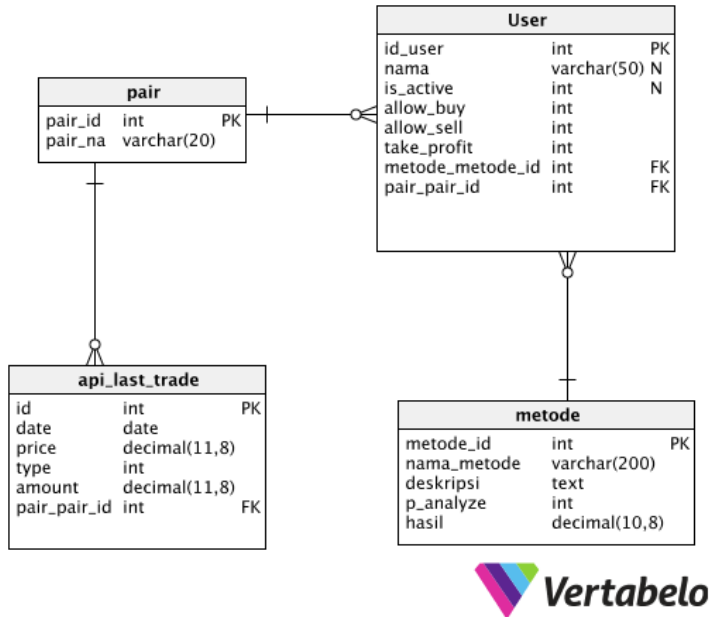 User
id_user int PK
nama varchar(50) N
is_active int N
allow_buy int
allow_sell int
take_profit int
metode_metode_id int FK
pair_pair_id int FK
pair
pair_id int PK
pair_na varchar(20)
api_last_trade
id int PK
date date
price decimal(11,8)
type int
amount decimal(11,8)
pair_pair_id int FK
metode
metode_id int PK
nama_metode varchar(200)
deskripsi text
p_analyze int
hasil decimal(10,8)
Vertabelo